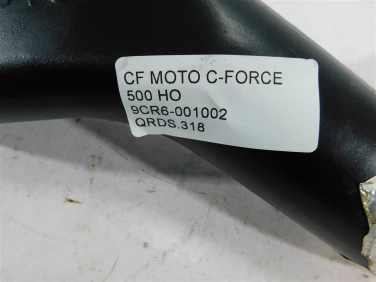 CF MOTO C-FORCE
500 HO
9CR6-001002
QRDS.318